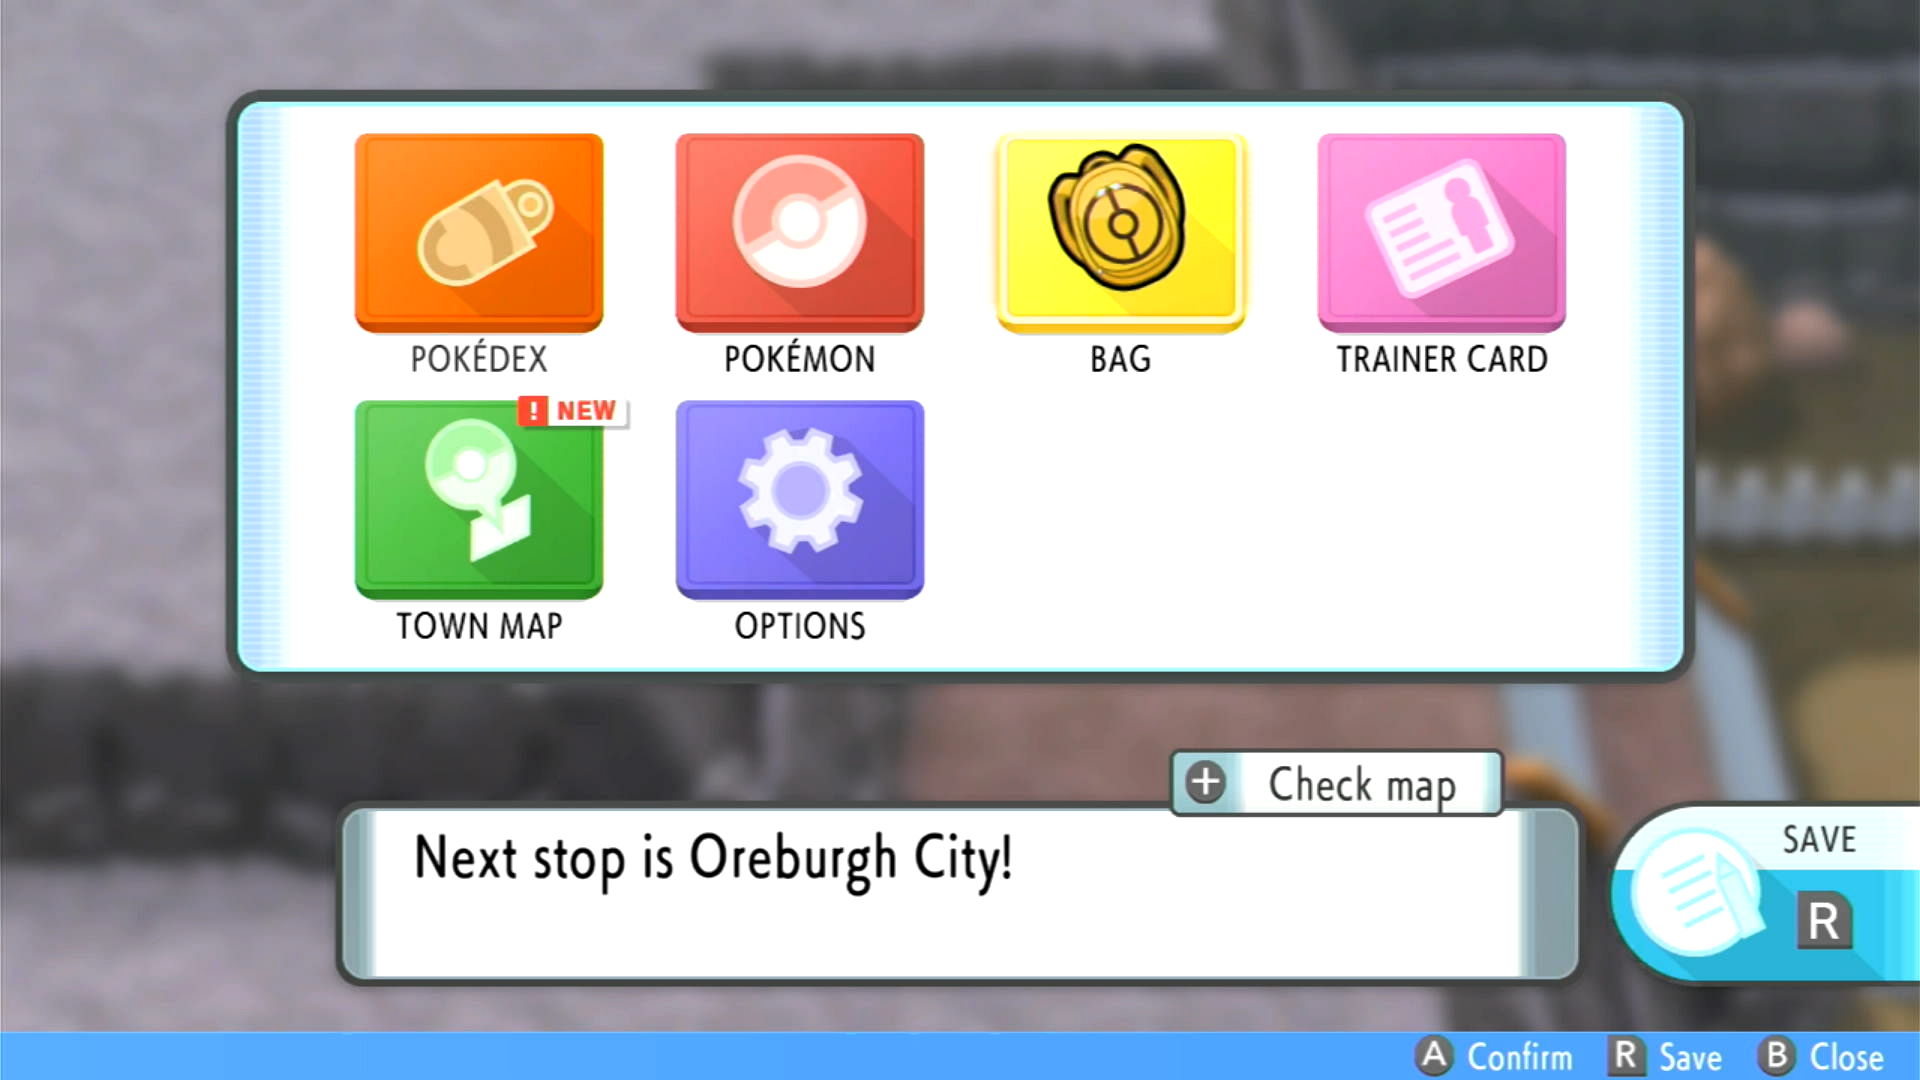 POKÉDEX
POKÉMON
BAG
TRAINER CARD
! NEW
TOWN MAP
OPTIONS
+ Check map
Next stop is Oreburgh City!
SAVE
R
A Confirm R Save B Close